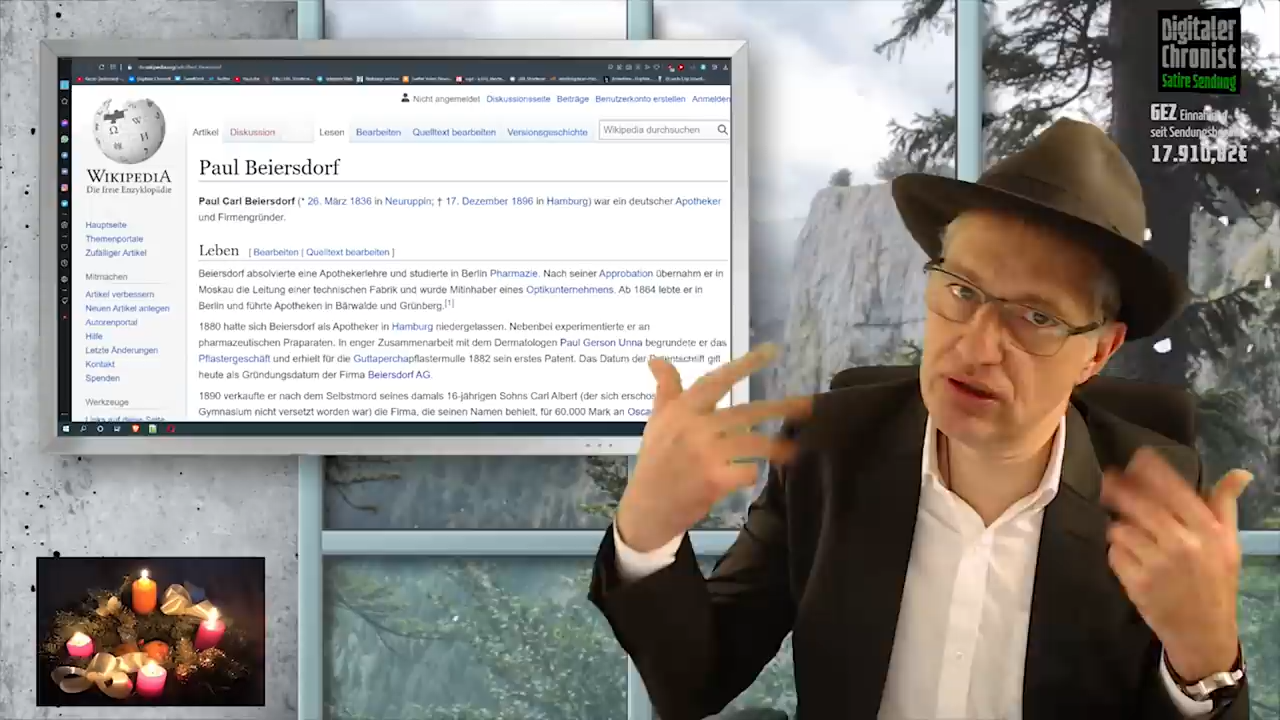 Digitaler
Chronist
Satire Sendung
GEZ
seit
17.910,02€
Nicht angemeldet Diskussionsseite Beiträge Benutzerkonto erstellen Anmelden
Artikel Diskussion Lesen Bearbeiten Quelltext bearbeiten Versionsgeschichte Wikipedia durchsuchen
WIKIPEDIA
Die freie Enzyklopädie
Hauptseite
Themenportale
Zufälliger Artikel
Mitmachen
Artikel verbessern
Neuen Artikel anlegen
Autorenportal
Hilfe
Letzte Änderungen
Kontakt
Spenden
Werkzeuge
Links auf diese Seite
Paul Beiersdorf
Paul Carl Beiersdorf (* 26. März 1836 in Neuruppin; † 17. Dezember 1896 in Hamburg) war ein deutscher Apotheker
und Firmengründer.
Leben [ Bearbeiten | Quelltext bearbeiten ]
Beiersdorf absolvierte eine Apothekerlehre und studierte in Berlin Pharmazie. Nach seiner Approbation übernahm er in
Moskau die Leitung einer technischen Fabrik und wurde Mitinhaber eines Optikunternehmens. Ab 1864 lebte er in
Berlin und führte Apotheken in Bärwalde und Grünberg.[1]
1880 hatte sich Beiersdorf als Apotheker in Hamburg niedergelassen. Nebenbei experimentierte er an
pharmazeutischen Präparaten. In enger Zusammenarbeit mit dem Dermatologen Paul Gerson Unna begründete er das
Pflastergeschäft und erhielt für die Guttaperchapflastermulle 1882 sein erstes Patent. Das Datum der Patentschrift gilt
heute als Gründungsdatum der Firma Beiersdorf AG.
1890 verkaufte er nach dem Selbstmord seines damals 16-jährigen Sohns Carl Albert (der sich erschos
Gymnasium nicht versetzt worden war) die Firma, die seinen Namen behielt, für 60.000 Mark an Osca